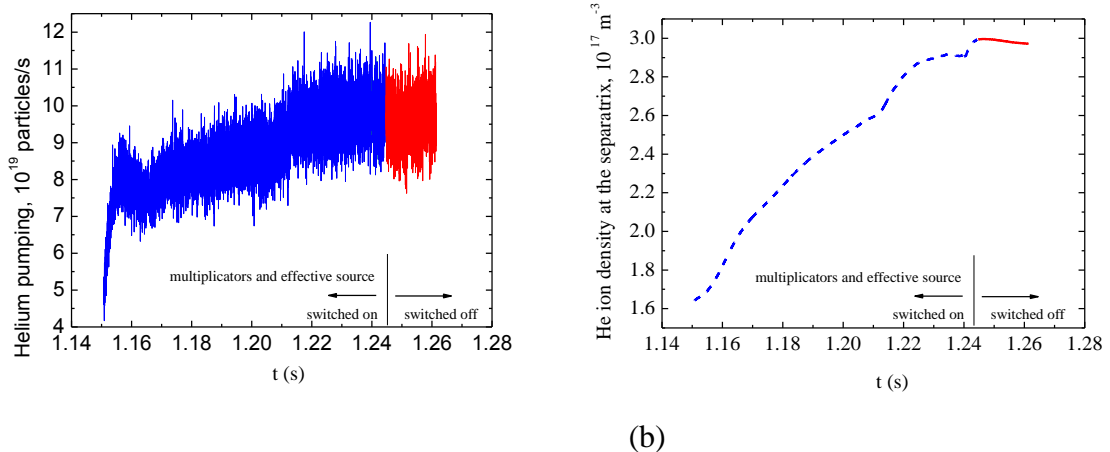 Helium pumping, 10^19 particles/s
12
11
10
9
8
7
6
5
4
multiplicators and effective source
switched on
switched off
1.14 1.16 1.18 1.20 1.22 1.24 1.26 1.28
t (s)
He ion density at the separatrix, 10^17 m^-3
3.0
2.8
2.6
2.4
2.2
2.0
1.8
1.6
multiplicators and effective source
switched on
switched off
1.14 1.16 1.18 1.20 1.22 1.24 1.26 1.28
t (s)
(b)